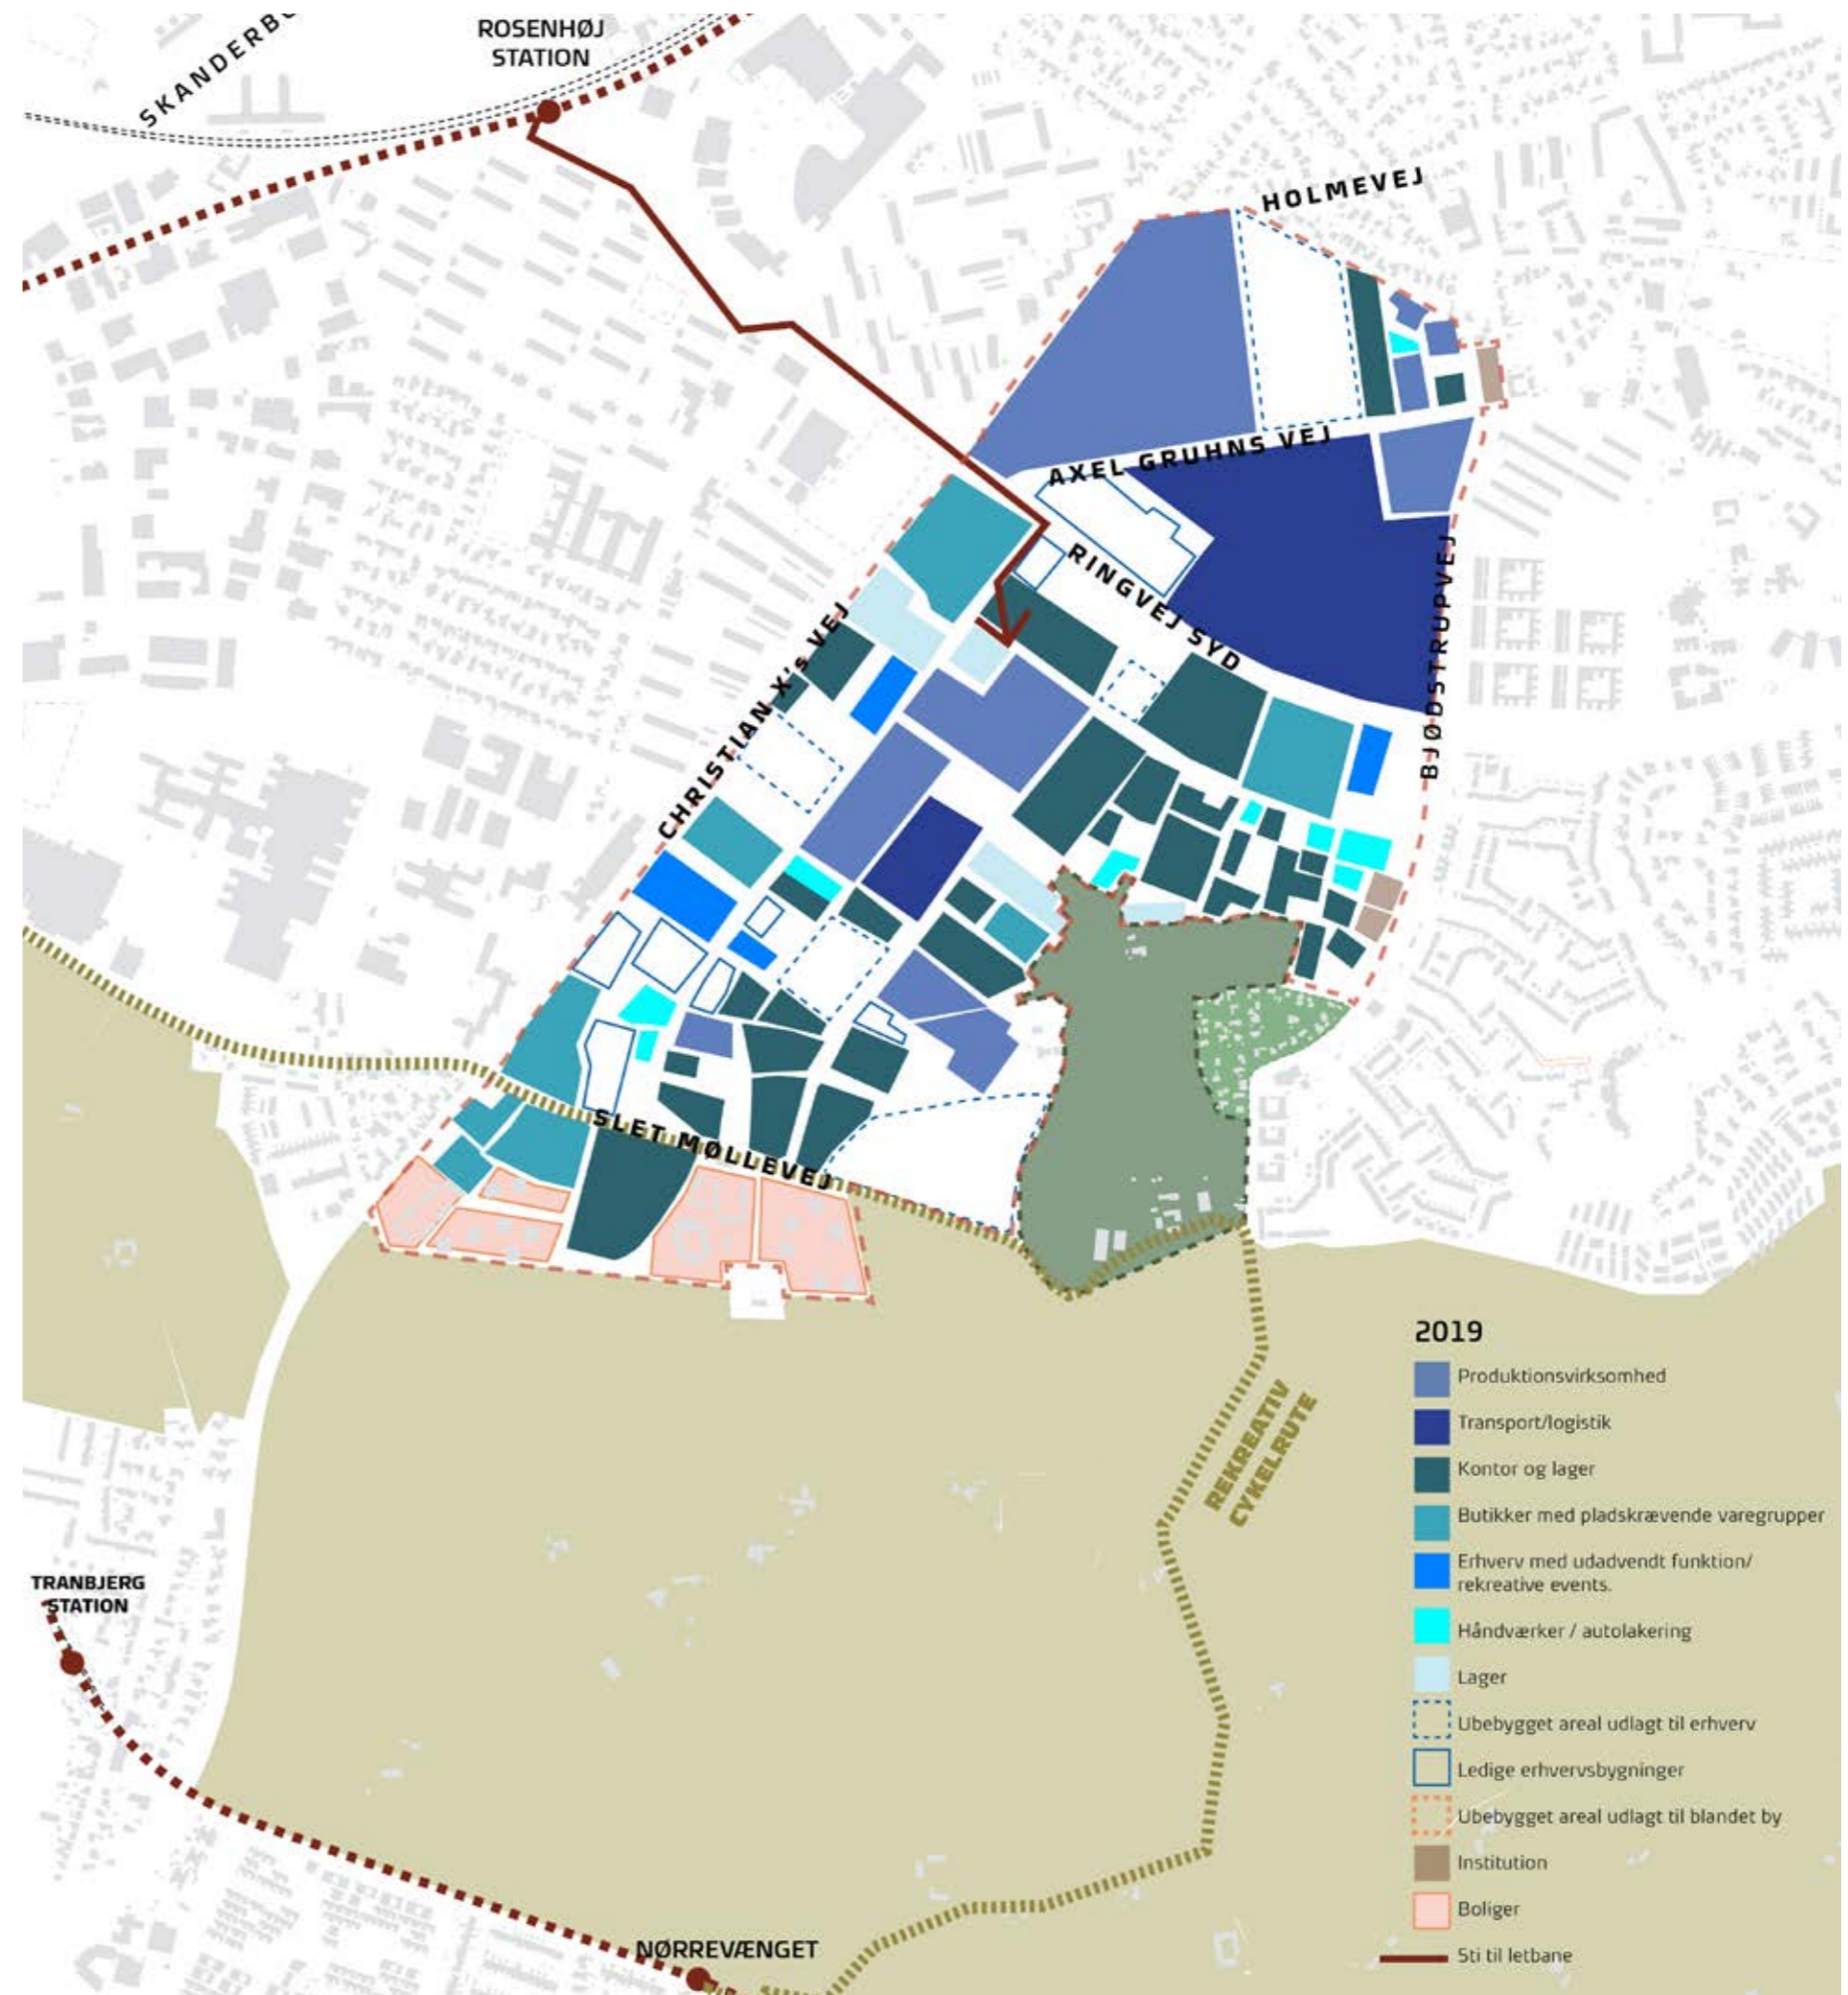 SKANDERB
ROSENHØJ
STATION
HOLMEVEJ
AXEL GRUHNS VEJ
RINGVEJ SYD
BJØDSTRUPVEJ
CHRISTIAN X's VEJ
SLET MØLLEVEJ
REKREATIV
CYKELRUTE
TRANBJERG
STATION
NØRREVÆNGET
2019
Produktionsvirksomhed
Transport/logistik
Kontor og lager
Butikker med pladskrævende varegrupper
Erhverv med udadvendt funktion/
rekreative events.
Håndværker / autolakering
Lager
Ubebygget areal udlagt til erhverv
Ledige erhvervsbygninger
Ubebygget areal udlagt til blandet by
Institution
Boliger
Sti til letbane